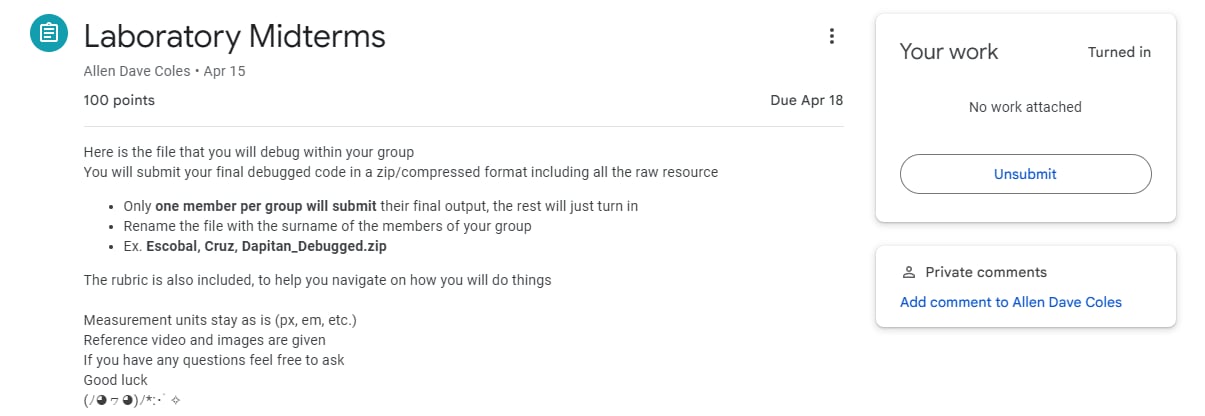 Laboratory Midterms
Allen Dave Coles • Apr 15
100 points
Due Apr 18
Here is the file that you will debug within your group
You will submit your final debugged code in a zip/compressed format including all the raw resource
• Only one member per group will submit their final output, the rest will just turn in
• Rename the file with the surname of the members of your group
• Ex. Escobal, Cruz, Dapitan_Debugged.zip
The rubric is also included, to help you navigate on how you will do things
Measurement units stay as is (px, em, etc.)
Reference video and images are given
If you have any questions feel free to ask
Good luck
(/◕ヮ◕)/*:･ﾟ✧
Your work
Turned in
No work attached
Unsubmit
Private comments
Add comment to Allen Dave Coles